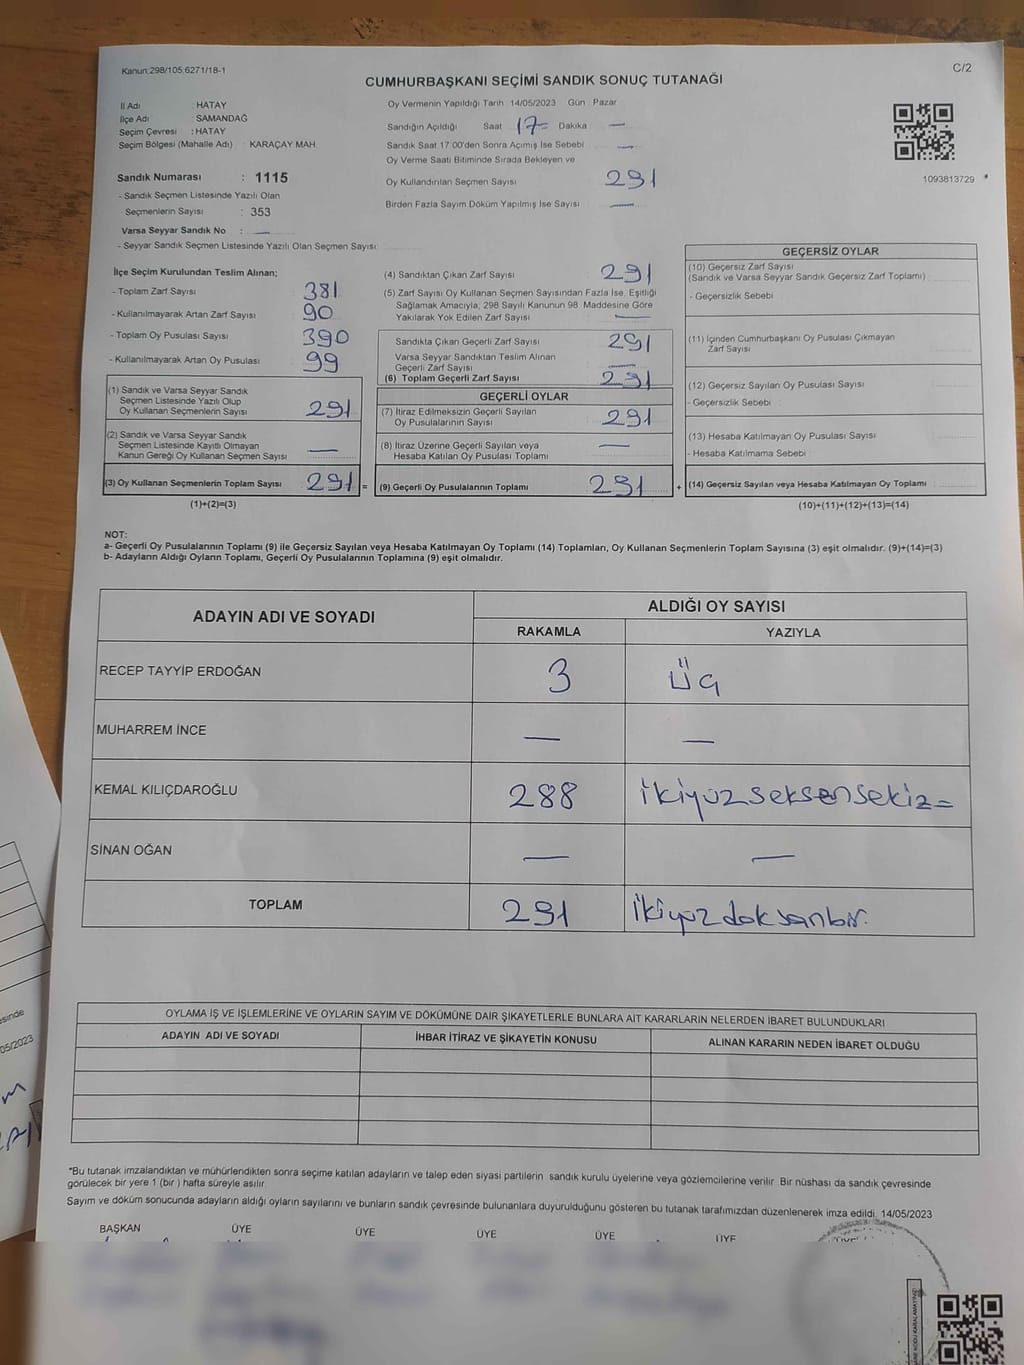 Kanun:298/105;6271/18-1
C/2
CUMHURBAŞKANI SEÇİMİ SANDIK SONUÇ TUTANAĞI
İl Adı : HATAY
İlçe Adı : SAMANDAĞ
Seçim Çevresi : HATAY
Seçim Bölgesi (Mahalle Adı) : KARAÇAY MAH.
Sandık Numarası : 1115
- Sandık Seçmen Listesinde Yazılı Olan
Seçmenlerin Sayısı : 353
Varsa Seyyar Sandık No : —
- Seyyar Sandık Seçmen Listesinde Yazılı Olan Seçmen Sayısı:
Oy Vermenin Yapıldığı Tarih : 14/05/2023 Gün : Pazar
Sandığın Açıldığı Saat 17= Dakika —
Sandık Saat 17:00'den Sonra Açımış İse Sebebi —
Oy Verme Saati Bitiminde Sırada Bekleyen ve
Oy Kullandırılan Seçmen Sayısı 291
Birden Fazla Sayım Döküm Yapılmış İse Sayısı —
1093813729
İlçe Seçim Kurulundan Teslim Alınan;
- Toplam Zarf Sayısı 381
- Kullanılmayarak Artan Zarf Sayısı 90
- Toplam Oy Pusulası Sayısı 390
- Kullanılmayarak Artan Oy Pusulası 99
(1) Sandık ve Varsa Seyyar Sandık
Seçmen Listesinde Yazılı Olup
Oy Kullanan Seçmenlerin Sayısı 291
(2) Sandık ve Varsa Seyyar Sandık
Seçmen Listesinde Kayıtlı Olmayan
Kanun Gereği Oy Kullanan Seçmen Sayısı —
(3) Oy Kullanan Seçmenlerin Toplam Sayısı 291 =
(1)+(2)=(3)
(4) Sandıktan Çıkan Zarf Sayısı 291
(5) Zarf Sayısı Oy Kullanan Seçmen Sayısından Fazla İse, Eşitliği
Sağlamak Amacıyla, 298 Sayılı Kanunun 98. Maddesine Göre
Yakılarak Yok Edilen Zarf Sayısı —
Sandıkta Çıkan Geçerli Zarf Sayısı 291
Varsa Seyyar Sandıktan Teslim Alınan
Geçerli Zarf Sayısı —
(6) Toplam Geçerli Zarf Sayısı 291
GEÇERLİ OYLAR
(7) İtiraz Edilmeksizin Geçerli Sayılan
Oy Pusulalarının Sayısı 291
(8) İtiraz Üzerine Geçerli Sayılan veya
Hesaba Katılan Oy Pusulası Toplamı —
(9) Geçerli Oy Pusulalarının Toplamı 291 +
GEÇERSİZ OYLAR
(10) Geçersiz Zarf Sayısı
(Sandık ve Varsa Seyyar Sandık Geçersiz Zarf Toplamı)
- Geçersizlik Sebebi
(11) İçinden Cumhurbaşkanı Oy Pusulası Çıkmayan
Zarf Sayısı
(12) Geçersiz Sayılan Oy Pusulası Sayısı
- Geçersizlik Sebebi
(13) Hesaba Katılmayan Oy Pusulası Sayısı
- Hesaba Katılmama Sebebi
(14) Geçersiz Sayılan veya Hesaba Katılmayan Oy Toplamı
(10)+(11)+(12)+(13)=(14)
NOT:
a- Geçerli Oy Pusulalarının Toplamı (9) ile Geçersiz Sayılan veya Hesaba Katılmayan Oy Toplamı (14) Toplamları, Oy Kullanan Seçmenlerin Toplam Sayısına (3) eşit olmalıdır. (9)+(14)=(3)
b- Adayların Aldığı Oyların Toplamı, Geçerli Oy Pusulalarının Toplamına (9) eşit olmalıdır.
ADAYIN ADI VE SOYADI ALDIĞI OY SAYISI
RAKAMLA YAZIYLA
RECEP TAYYİP ERDOĞAN 3 Üç
MUHARREM İNCE — —
KEMAL KILIÇDAROĞLU 288 ikiyüzseksensekiz=
SİNAN OĞAN — —
TOPLAM 291 ikiyüzdoksanbir.
OYLAMA İŞ VE İŞLEMLERİNE VE OYLARIN SAYIM VE DÖKÜMÜNE DAİR ŞİKAYETLERLE BUNLARA AİT KARARLARIN NELERDEN İBARET BULUNDUKLARI
ADAYIN ADI VE SOYADI İHBAR İTİRAZ VE ŞİKAYETİN KONUSU ALINAN KARARIN NEDEN İBARET OLDUĞU
*Bu tutanak imzalandıktan ve mühürlendikten sonra seçime katılan adayların ve talep eden siyasi partilerin sandık kurulu üyelerine veya gözlemcilerine verilir. Bir nüshası da sandık çevresinde
görülecek bir yere 1 (bir ) hafta süreyle asılır.
Sayım ve döküm sonucunda adayların aldığı oyların sayılarını ve bunların sandık çevresinde bulunanlara duyurulduğunu gösteren bu tutanak tarafımızdan düzenlenerek imza edildi. 14/05/2023
BAŞKAN ÜYE ÜYE ÜYE ÜYE ÜYE ÜYE